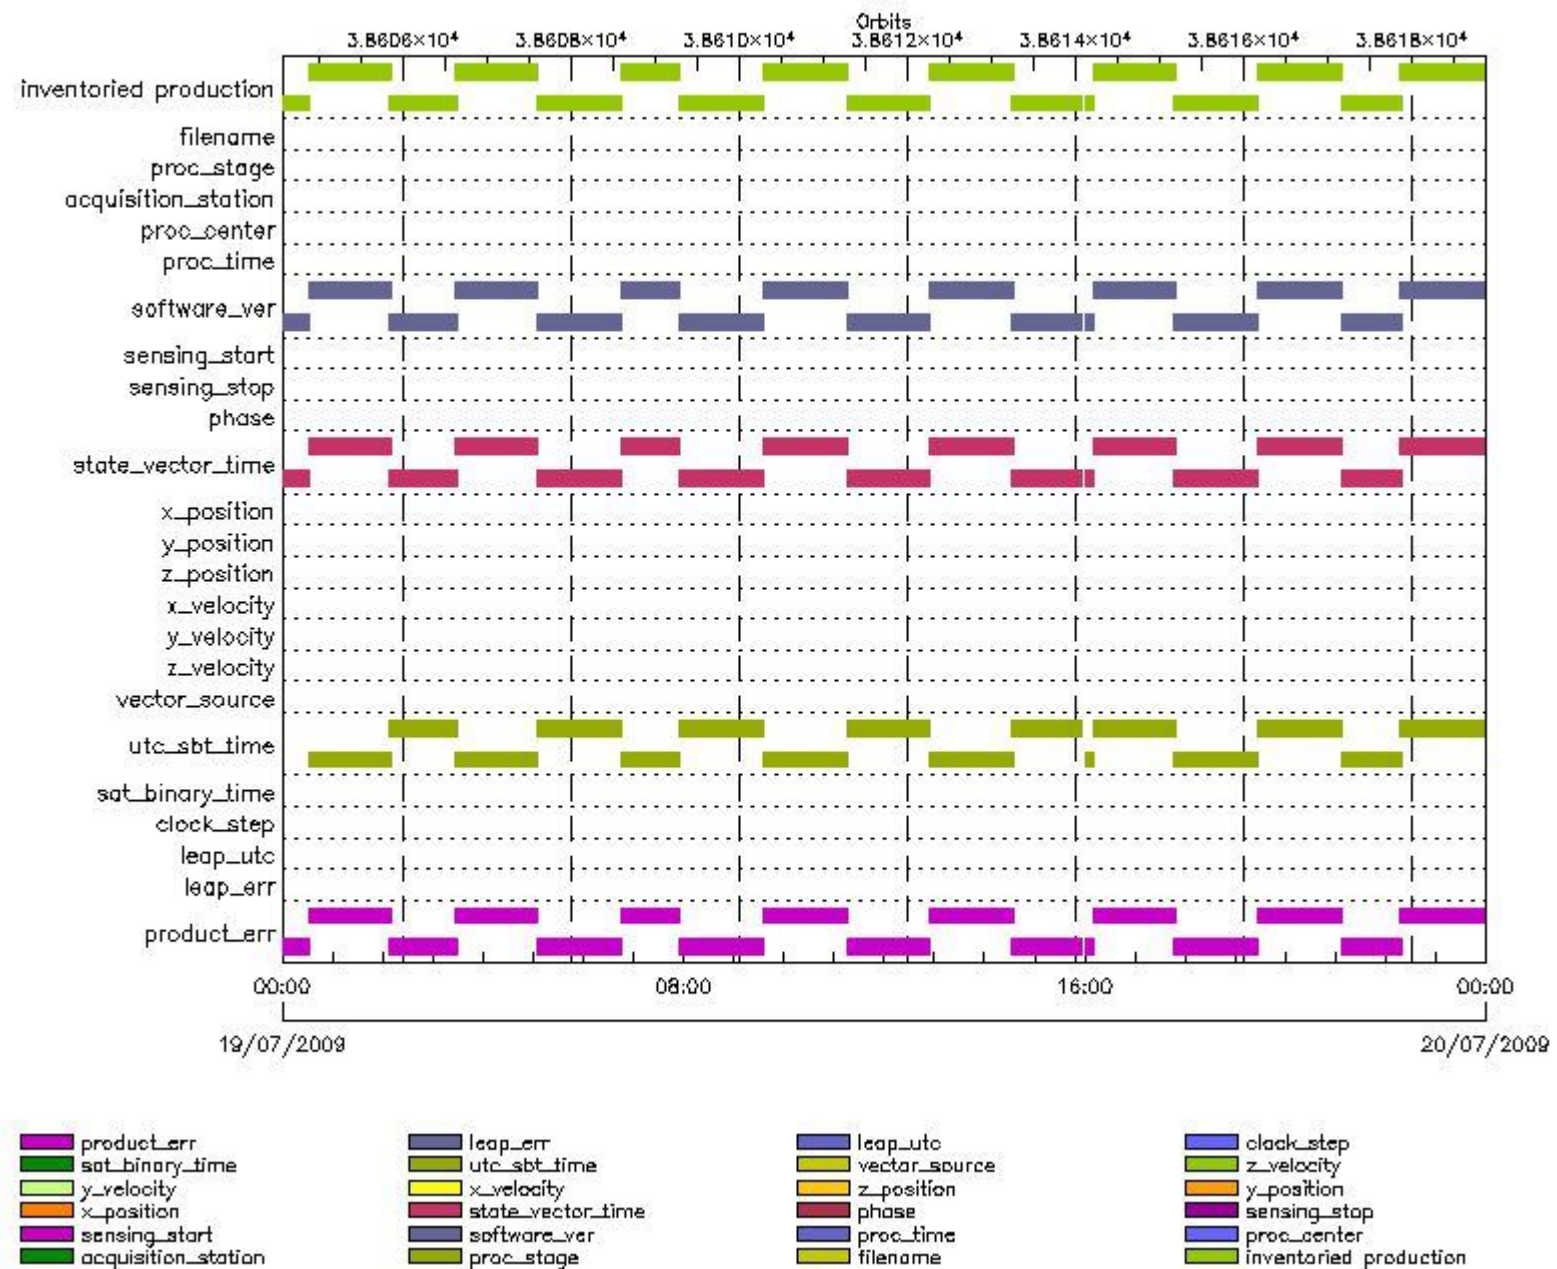 Orbits
3.8606×10⁴ 3.8608×10⁴ 3.8610×10⁴ 3.8612×10⁴ 3.8614×10⁴ 3.8616×10⁴ 3.8618×10⁴
inventoried production
filename
proc_stage
acquisition_station
proc_center
proc_time
software_ver
sensing_start
sensing_stop
phase
state_vector_time
x_position
y_position
z_position
x_velocity
y_velocity
z_velocity
vector_source
utc_sbt_time
sat_binary_time
clock_step
leap_utc
leap_err
product_err
00:00 08:00 16:00 00:00
19/07/2009 20/07/2009
product_err leap_err leap_utc clock_step
sat_binary_time utc_sbt_time vector_source z_velocity
y_velocity x_velocity z_position y_position
x_position state_vector_time phase sensing_stop
sensing_start software_ver proc_time proc_center
acquisition_station proc_stage filename inventoried production